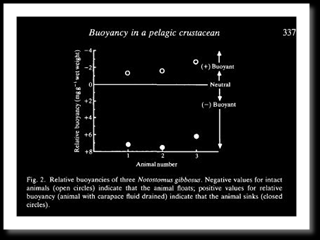 Buoyancy in a pelagic crustacean 337
Relative buoyancy (mg g⁻¹ wet weight)
−4
−2
0
+2
+4
+6
+8
(+) Buoyant
Neutral
(−) Buoyant
1 2 3
Animal number
Fig. 2. Relative buoyancies of three Notostomus gibbosus. Negative values for intact
animals (open circles) indicate that the animal floats; positive values for relative
buoyancy (animal with carapace fluid drained) indicate that the animal sinks (closed
circles).